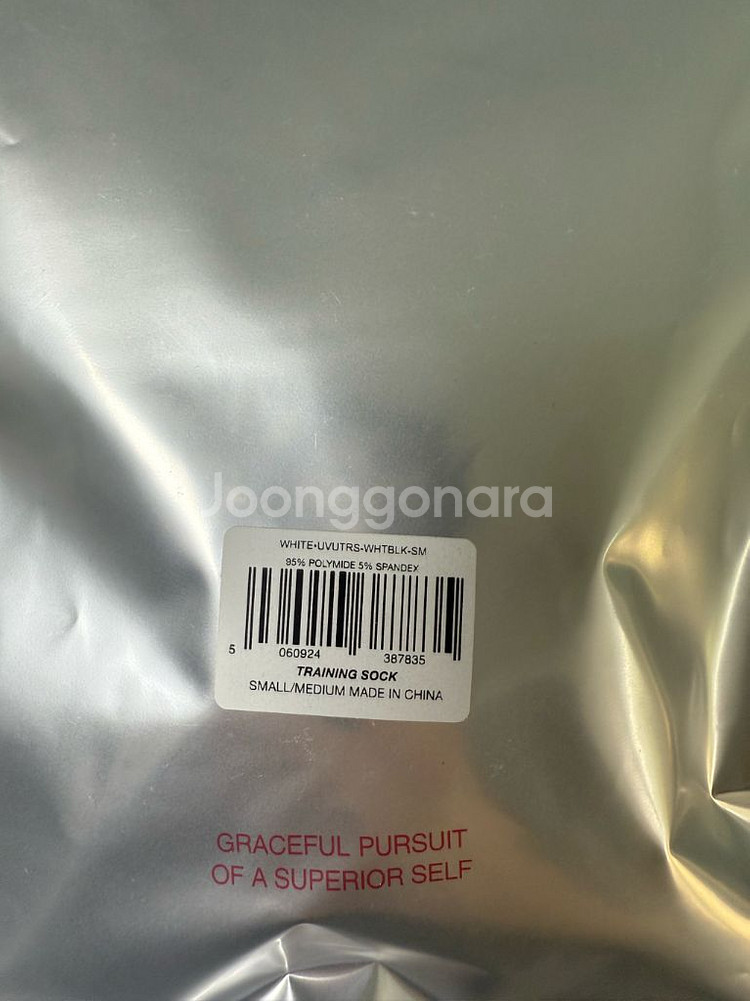 Joonggonara
WHITE-UVUTRS-WHTBLK-SM
95% POLYMIDE 5% SPANDEX
5 060924 387835
TRAINING SOCK
SMALL/MEDIUM MADE IN CHINA
GRACEFUL PURSUIT
OF A SUPERIOR SELF